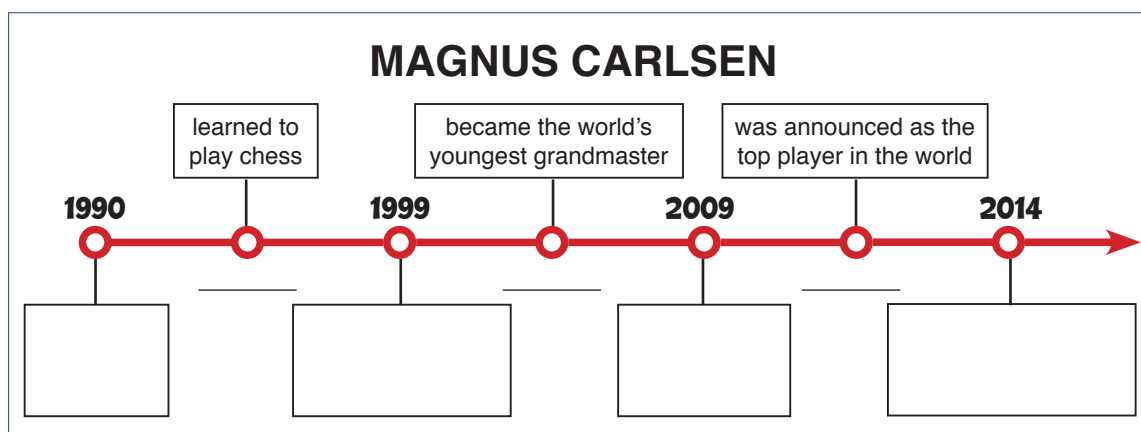 MAGNUS CARLSEN
learned to
play chess
became the world's
youngest grandmaster
was announced as the
top player in the world
1990
1999
2009
2014